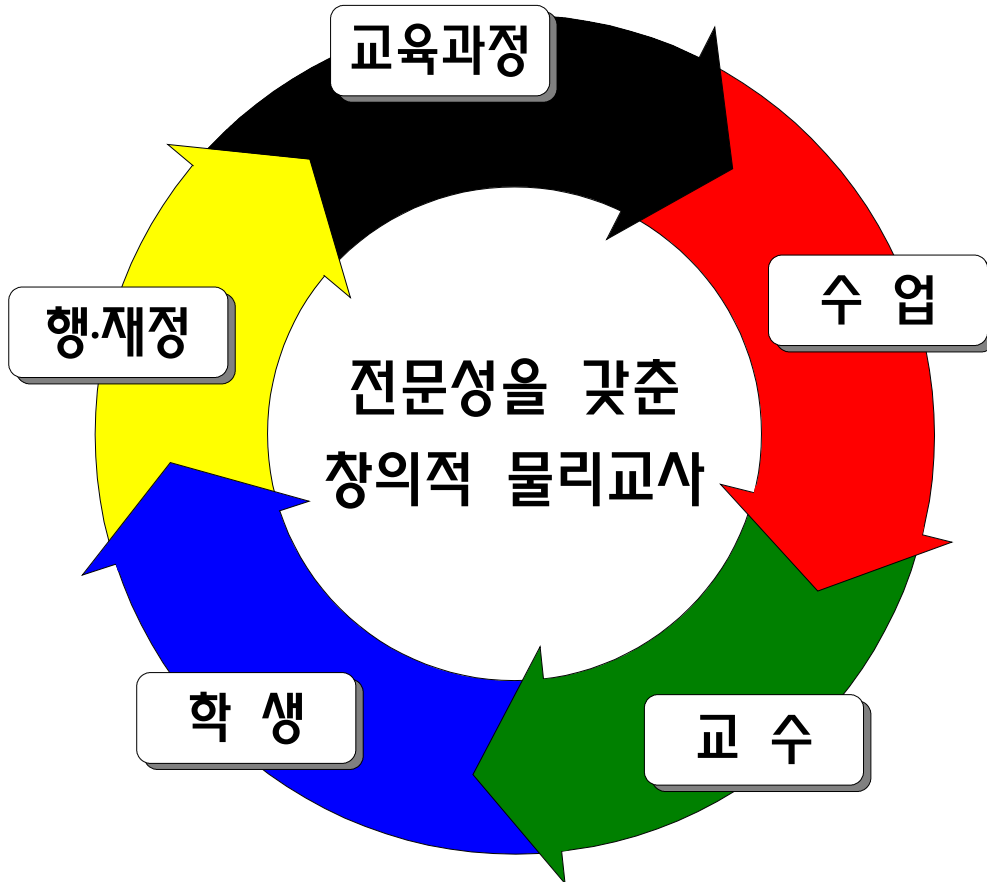 교육과정
수 업
행·재정
전문성을 갖춘
창의적 물리교사
학 생
교 수